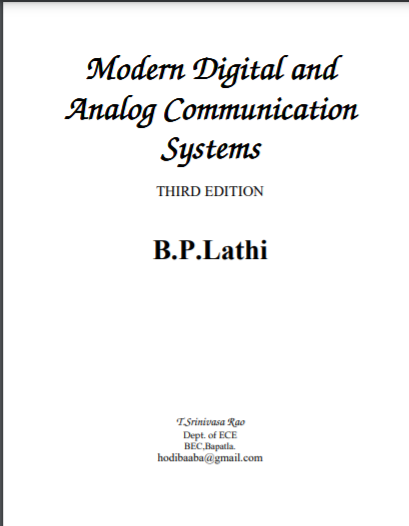 Modern Digital and
Analog Communication
Systems
THIRD EDITION
B.P.Lathi
T.Srinivasa Rao
Dept. of ECE
BEC,Bapatla.
hodibaaba@gmail.com